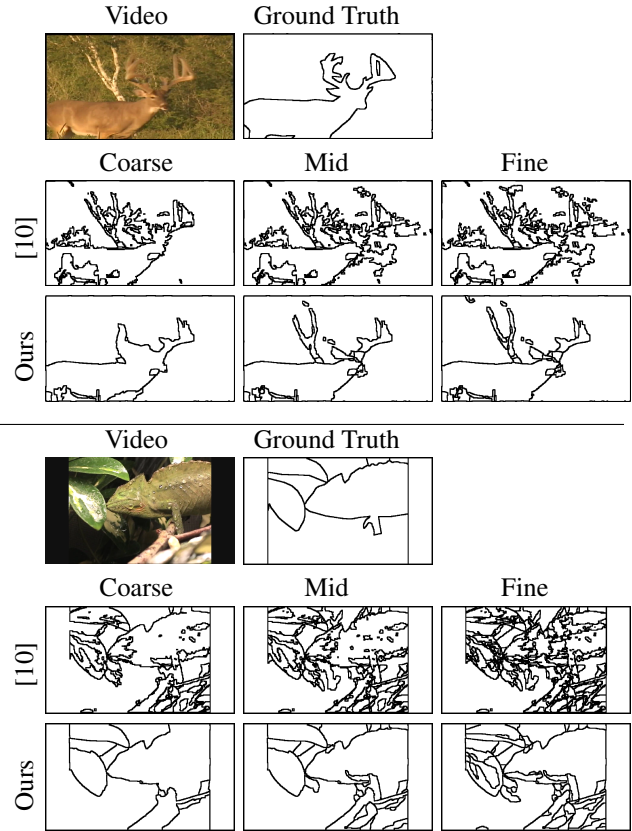 Video Ground Truth
Coarse Mid Fine
[10]
Ours
Video Ground Truth
Coarse Mid Fine
[10]
Ours